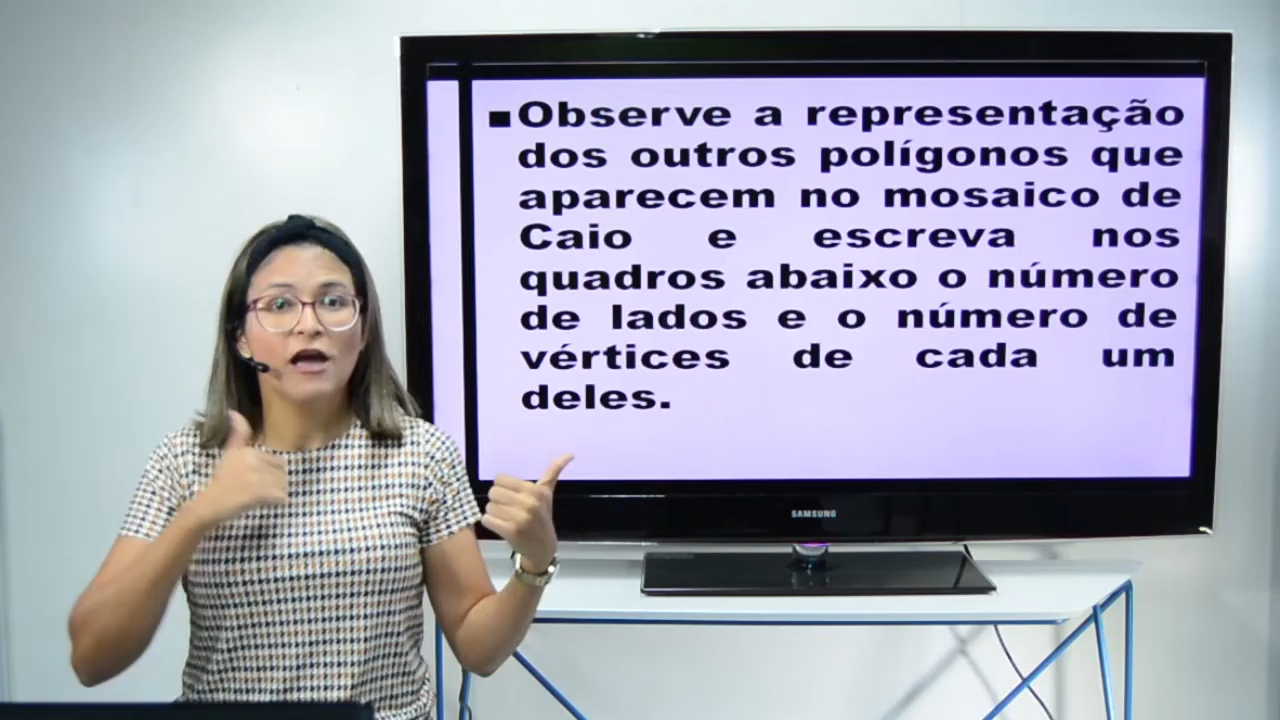 ▪Observe a representação
dos outros polígonos que
aparecem no mosaico de
Caio e escreva nos
quadros abaixo o número
de lados e o número de
vértices de cada um
deles.
SAMSUNG